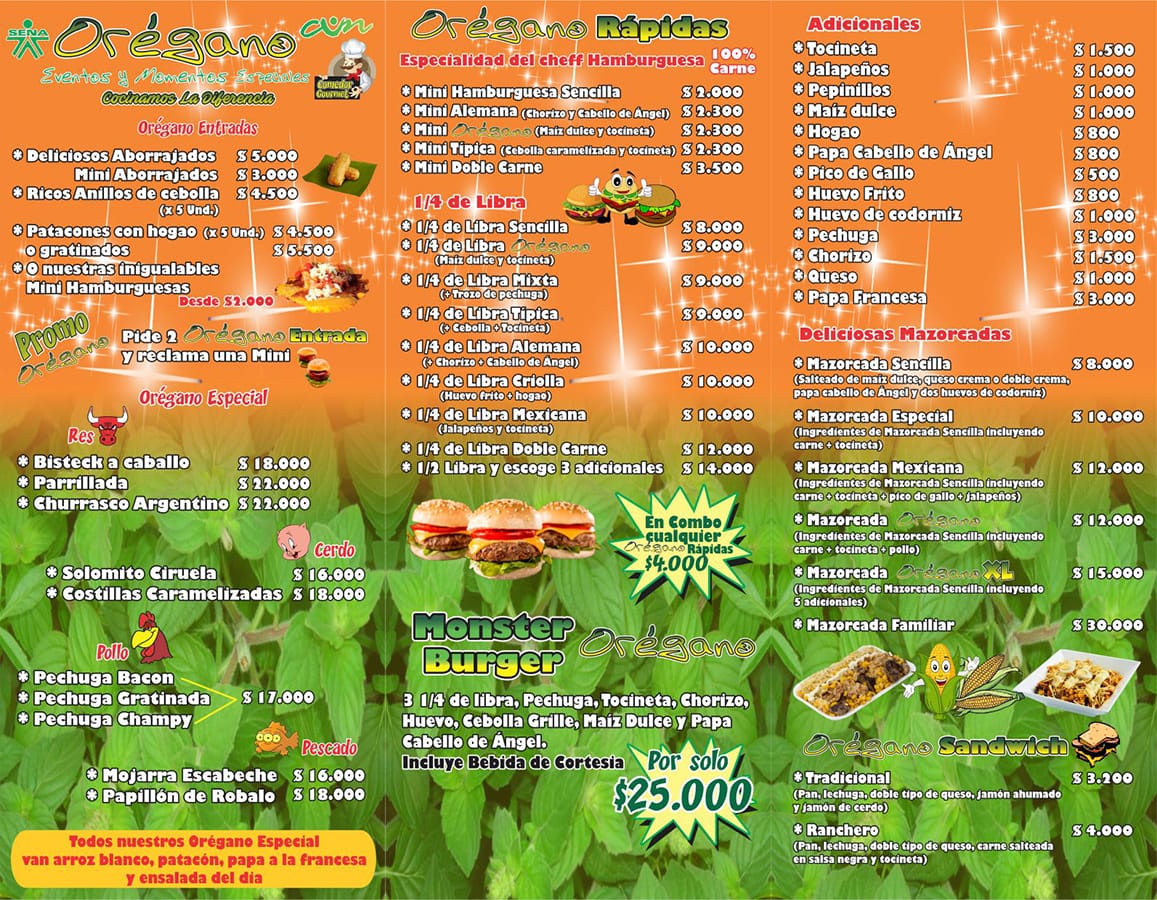 SENA
Orégano
aum
Eventos y Momentos Especiales
Cocinamos La Diferencia
Comedor
Gourmet
Orégano Entradas
* Deliciosos Aborrajados $ 5.000
Mini Aborrajados $ 3.000
* Ricos Anillos de cebolla $ 4.500
(x 5 Und.)
* Patacones con hogao (x 5 Und.) $ 4.500
o gratinados $ 5.500
* O nuestras inigualables
Mini Hamburguesas
Desde $2.000
Promo
Orégano
Pide 2 Orégano Entrada
y reclama una Mini
Orégano Especial
Res
* Bisteck a caballo $ 18.000
* Parrillada $ 22.000
* Churrasco Argentino $ 22.000
Cerdo
* Solomito Ciruela $ 16.000
* Costillas Caramelizadas $ 18.000
Pollo
* Pechuga Bacon
* Pechuga Gratinada $ 17.000
* Pechuga Champy
Pescado
* Mojarra Escabeche $ 16.000
* Papillón de Robalo $ 18.000
Todos nuestros Orégano Especial
van arroz blanco, patacón, papa a la francesa
y ensalada del día
Orégano Rápidas
Especialidad del cheff Hamburguesa 100%
Carne
* Mini Hamburguesa Sencilla $ 2.000
* Mini Alemana (Chorizo y Cabello de Ángel) $ 2.300
* Mini Orégano (Maíz dulce y tocineta) $ 2.300
* Mini Típica (Cebolla caramelizada y tocineta) $ 2.300
* Mini Doble Carne $ 3.500
1/4 de Libra
* 1/4 de Libra Sencilla $ 8.000
* 1/4 de Libra Orégano $ 9.000
(Maíz dulce y tocineta)
* 1/4 de Libra Mixta $ 9.000
(+ Trozo de pechuga)
* 1/4 de Libra Típica $ 9.000
(+ Cebolla + Tocineta)
* 1/4 de Libra Alemana $ 10.000
(+ Chorizo + Cabello de Ángel)
* 1/4 de Libra Criolla $ 10.000
(Huevo frito + hogao)
* 1/4 de Libra Mexicana $ 10.000
(Jalapeños y tocineta)
* 1/4 de Libra Doble Carne $ 12.000
* 1/2 Libra y escoge 3 adicionales $ 14.000
En Combo
cualquier
Orégano Rápidas
$4.000
Monster
Burger
Orégano
3 1/4 de libra, Pechuga, Tocineta, Chorizo,
Huevo, Cebolla Grille, Maíz Dulce y Papa
Cabello de Ángel.
Incluye Bebida de Cortesia
Por solo
$25.000
Adicionales
* Tocineta $ 1.500
* Jalapeños $ 1.000
* Pepinillos $ 1.000
* Maíz dulce $ 1.000
* Hogao $ 800
* Papa Cabello de Ángel $ 800
* Pico de Gallo $ 500
* Huevo Frito $ 800
* Huevo de codorniz $ 1.000
* Pechuga $ 3.000
* Chorizo $ 1.500
* Queso $ 1.000
* Papa Francesa $ 3.000
Deliciosas Mazorcadas
* Mazorcada Sencilla $ 8.000
(Salteado de maíz dulce, queso crema o doble crema,
papa cabello de Ángel y dos huevos de codorniz)
* Mazorcada Especial $ 10.000
(Ingredientes de Mazorcada Sencilla incluyendo
carne + tocineta)
* Mazorcada Mexicana $ 12.000
(Ingredientes de Mazorcada Sencilla incluyendo
carne + tocineta + pico de gallo + jalapeños)
* Mazorcada Orégano $ 12.000
(Ingredientes de Mazorcada Sencilla incluyendo
carne + tocineta + pollo)
* Mazorcada Orégano XL $ 15.000
(Ingredientes de Mazorcada Sencilla incluyendo
5 adicionales)
* Mazorcada Familiar $ 30.000
Orégano Sandwich
* Tradicional $ 3.200
(Pan, lechuga, doble tipo de queso, jamón ahumado
y jamón de cerdo)
* Ranchero $ 4.000
(Pan, lechuga, doble tipo de queso, carne salteada
en salsa negra y tocineta)